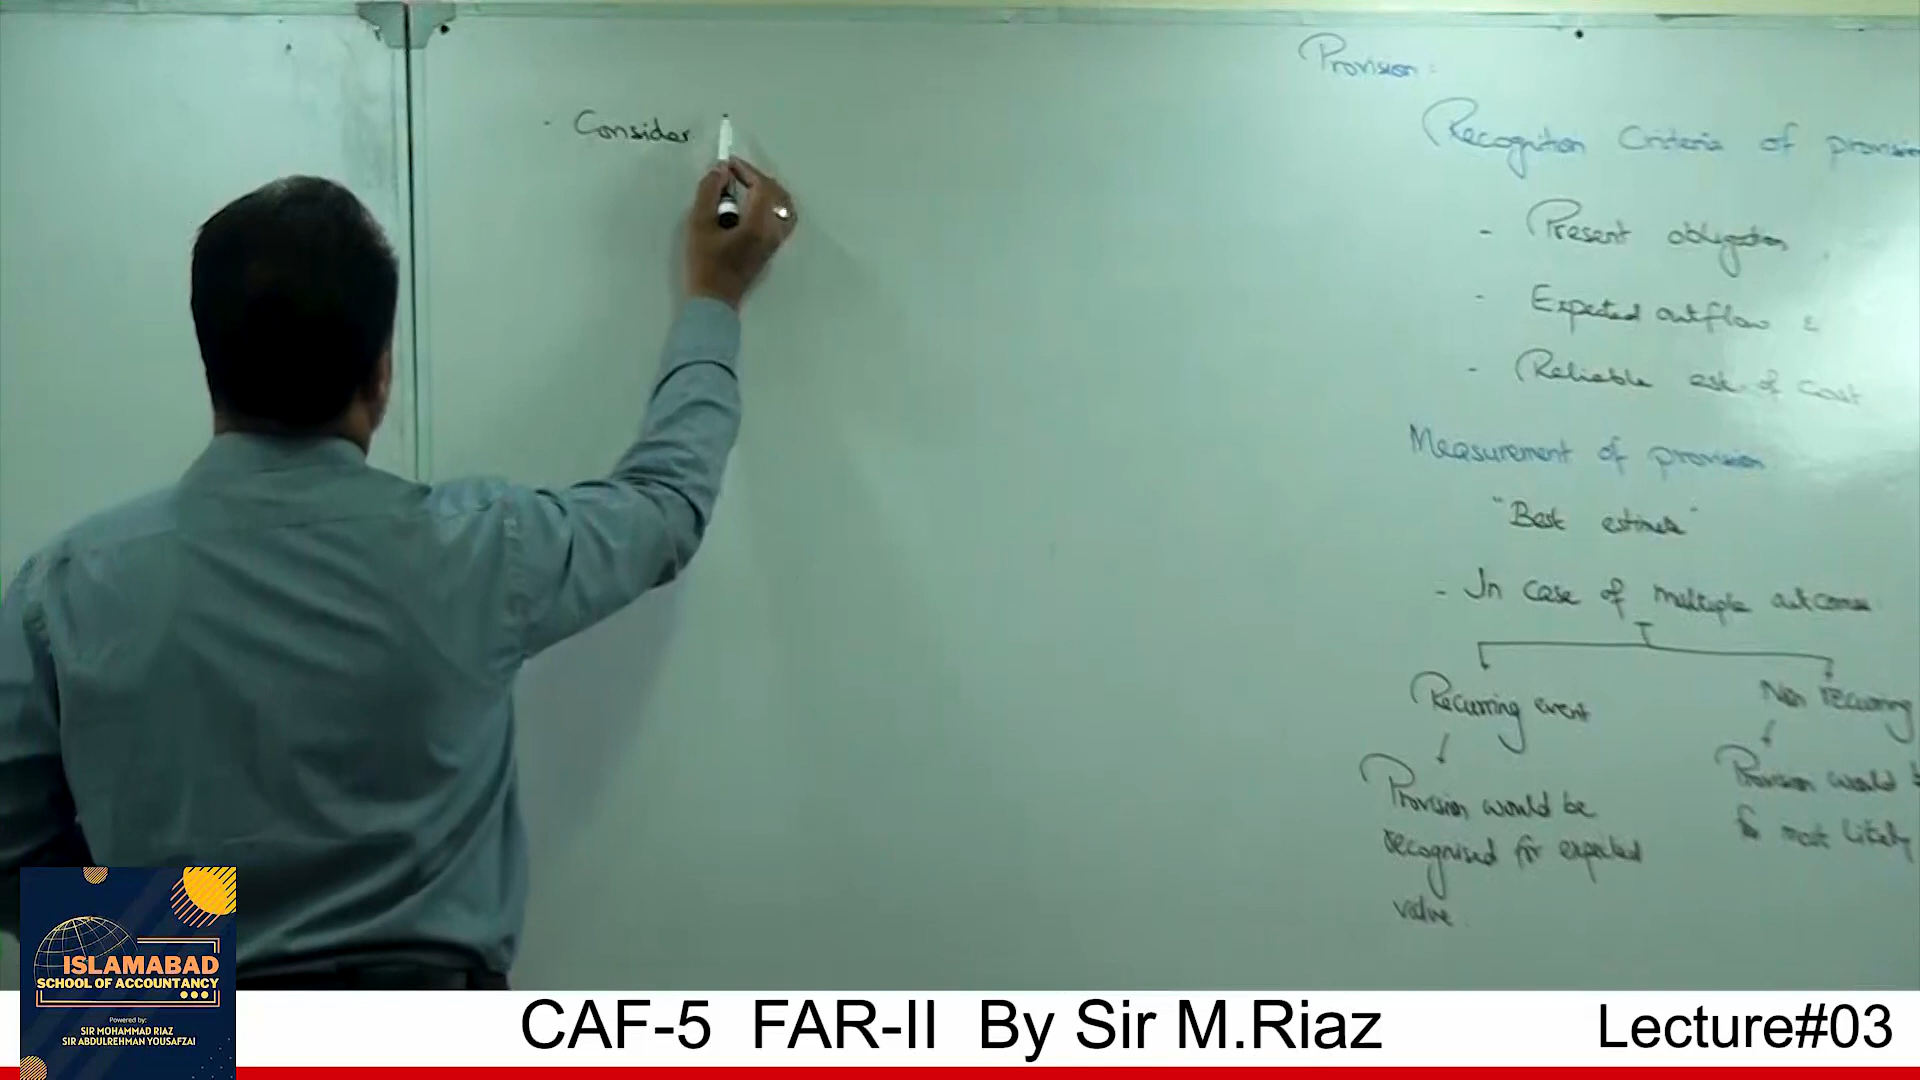 - Consider
Provision:
Recognition Criteria of provision
- Present obligation
- Expected outflow &
- Reliable est. of Cost
Measurement of provision
"Best estimate"
- In case of multiple outcomes
Recurring event
Non recurring
Provision would be
recognised for expected
value.
Provision would
for most likely
ISLAMABAD
SCHOOL OF ACCOUNTANCY
Powered by:
SIR MOHAMMAD RIAZ
SIR ABDULREHMAN YOUSAFZAI
CAF-5 FAR-II By Sir M.Riaz
Lecture#03